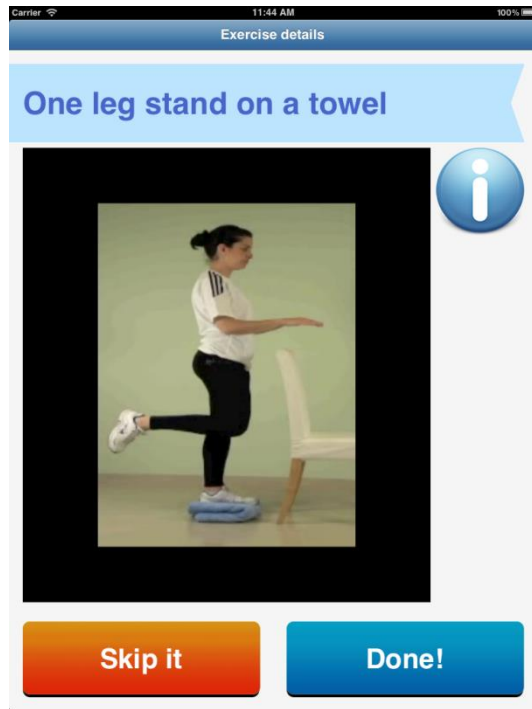 Carrier 11:44 AM 100%
Exercise details
One leg stand on a towel
i
Skip it Done!